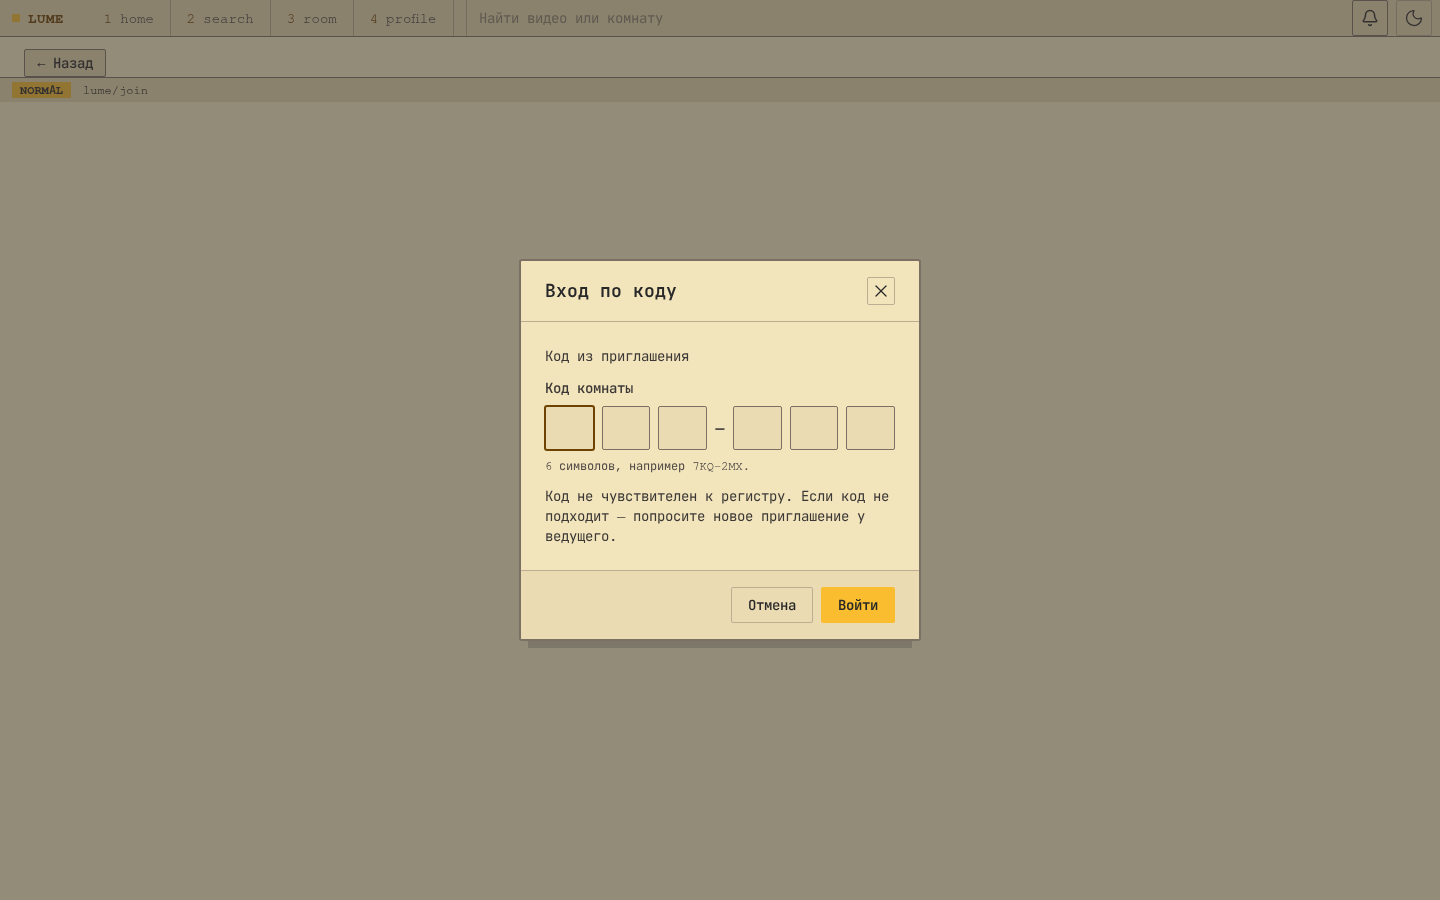 LUME 1 home 2 search 3 room 4 profile Найти видео или комнату
← Назад
NORMAL lume/join
Вход по коду
Код из приглашения
Код комнаты
–
6 символов, например 7KQ-2MX.
Код не чувствителен к регистру. Если код не
подходит — попросите новое приглашение у
ведущего.
Отмена Войти